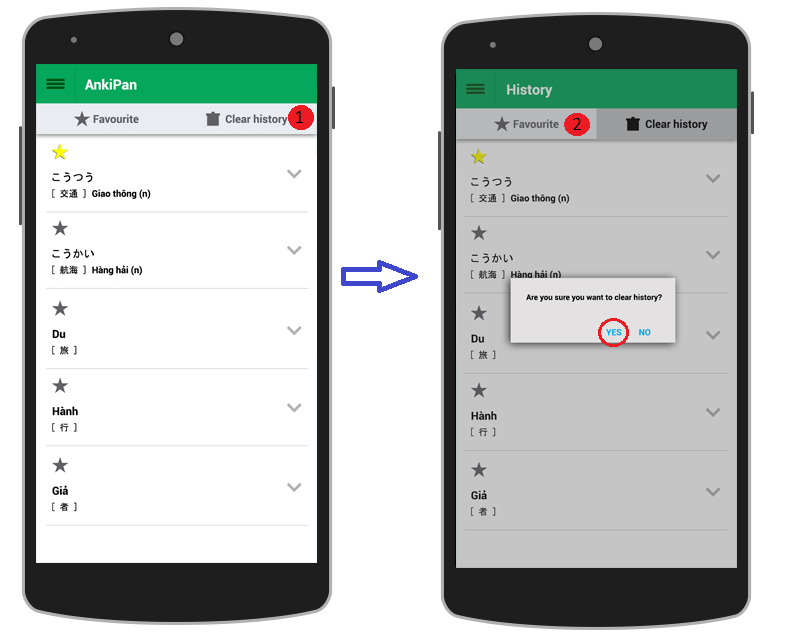 AnkiPan
Favourite
Clear history
1
こうつう
[ 交通 ] Giao thông (n)
こうかい
[ 航海 ] Hàng hải (n)
Du
[ 旅 ]
Hành
[ 行 ]
Giả
[ 者 ]
History
Favourite
2
Clear history
こうつう
[ 交通 ] Giao thông (n)
こうかい
[ 航海 ] Hàng hải (n)
Are you sure you want to clear history?
YES
NO
Du
[ 旅 ]
Hành
[ 行 ]
Giả
[ 者 ]